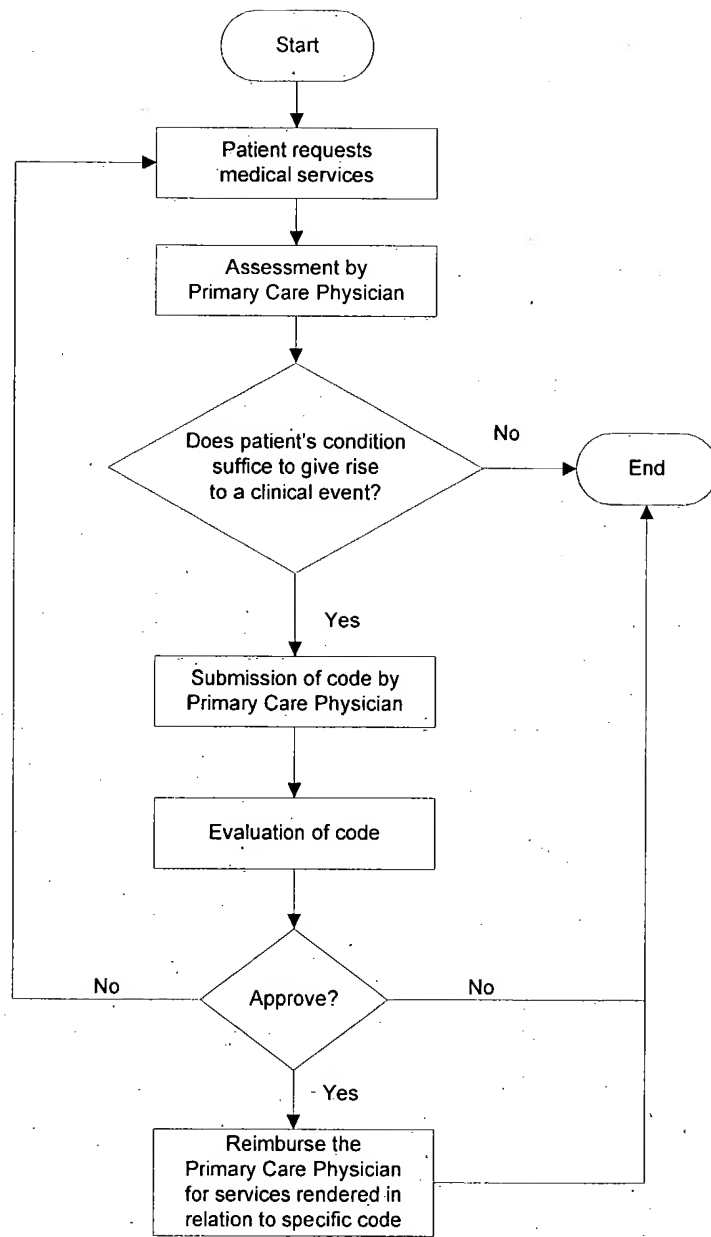 Start
Patient requests
medical services
Assessment by
Primary Care Physician
Does patient's condition
suffice to give rise
to a clinical event?
No
End
Yes
Submission of code by
Primary Care Physician
Evaluation of code
No
Approve?
No
Yes
Reimburse the
Primary Care Physician
for services rendered in
relation to specific code